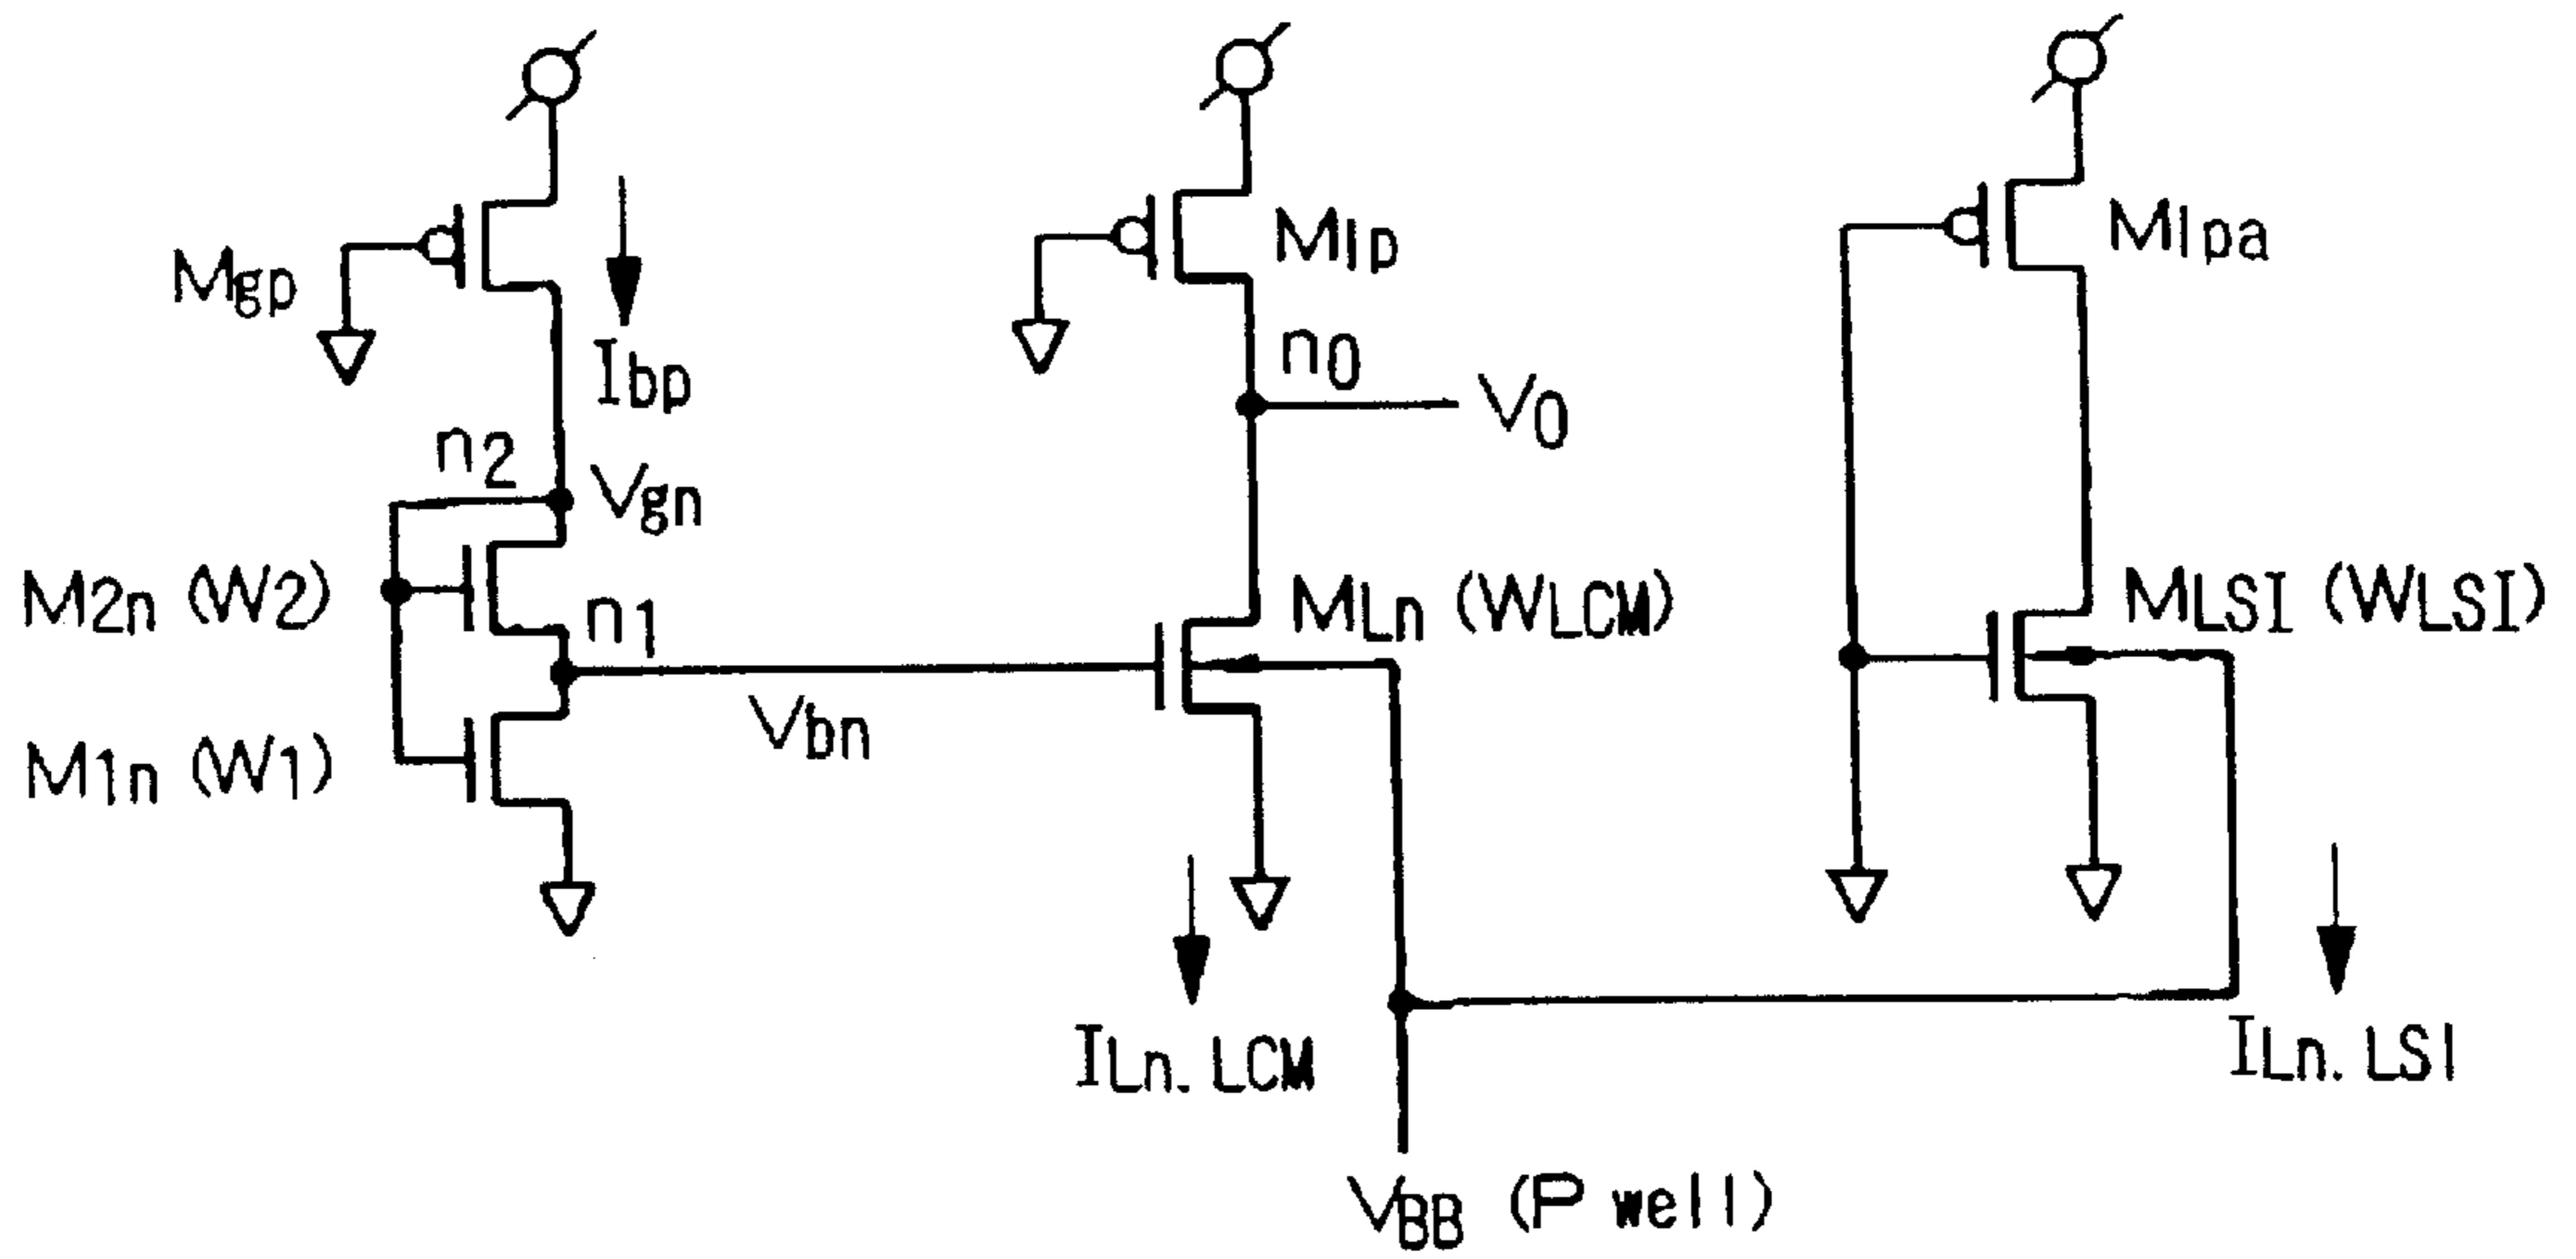 Mgp
Ibp
n2
Vgn
M2n (W2)
n1
M1n (W1)
Vbn
Mlp
n0
V0
MLn (WLCM)
ILn. LCM
VBB (P well)
Mlpa
MLSI (WLSI)
ILn. LSI